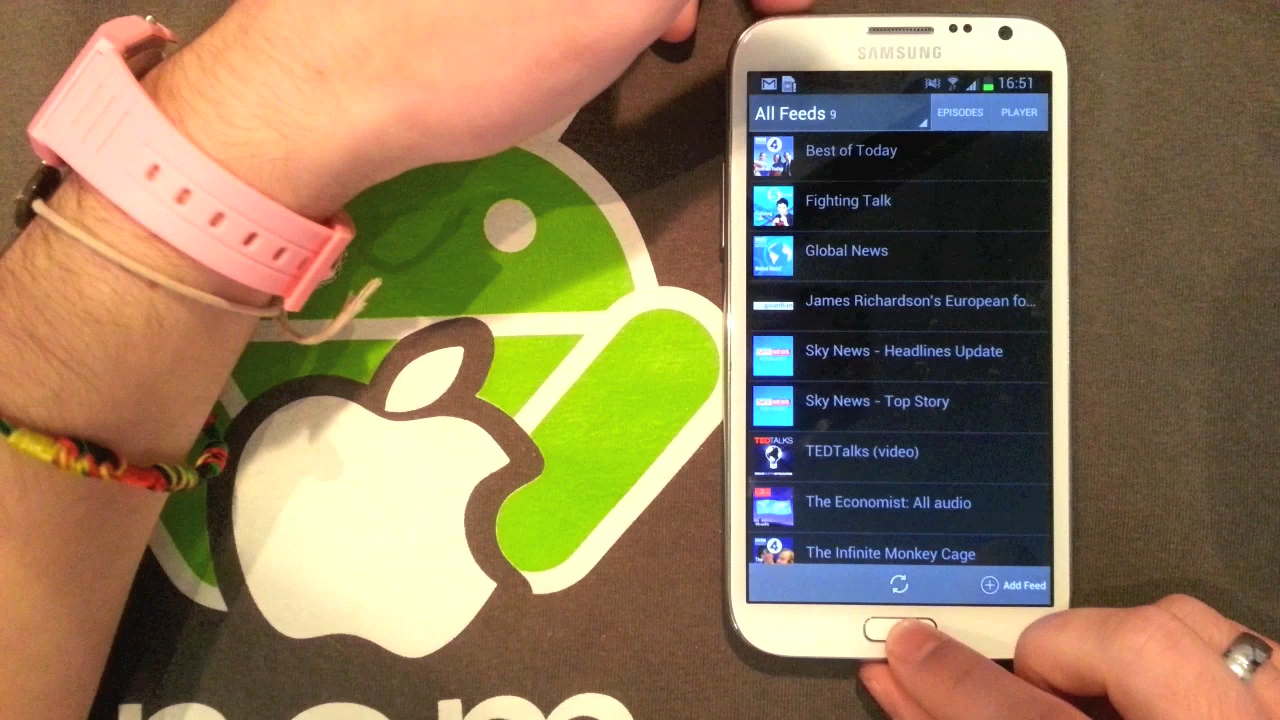 SAMSUNG
16:51
All Feeds 9
EPISODES
PLAYER
Best of Today
Fighting Talk
Global News
James Richardson's European fo...
Sky News - Headlines Update
Sky News - Top Story
TEDTalks (video)
The Economist: All audio
The Infinite Monkey Cage
Add Feed